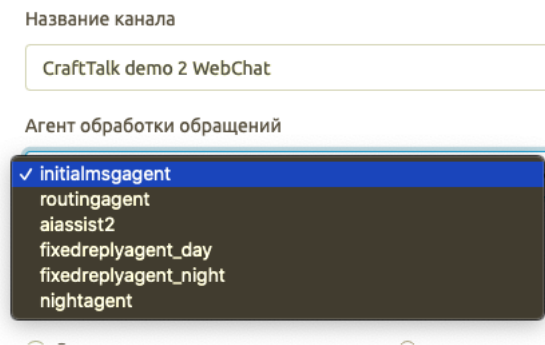 Название канала
CraftTalk demo 2 WebChat
Агент обработки обращений
✓ initialmsgagent
routingagent
aiassist2
fixedreplyagent_day
fixedreplyagent_night
nightagent